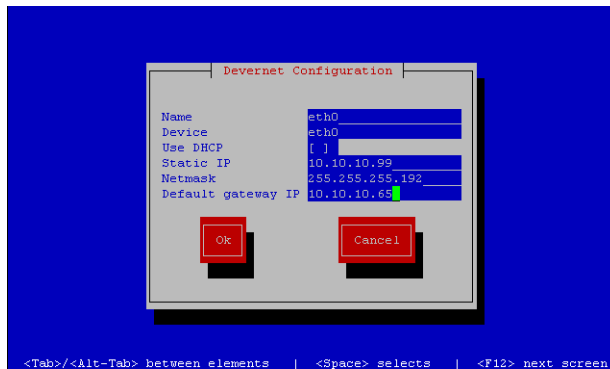 Devernet Configuration
Name eth0
Device eth0
Use DHCP [ ]
Static IP 10.10.10.99
Netmask 255.255.255.192
Default gateway IP 10.10.10.65
Ok Cancel
<Tab>/<Alt-Tab> between elements | <Space> selects | <F12> next screen